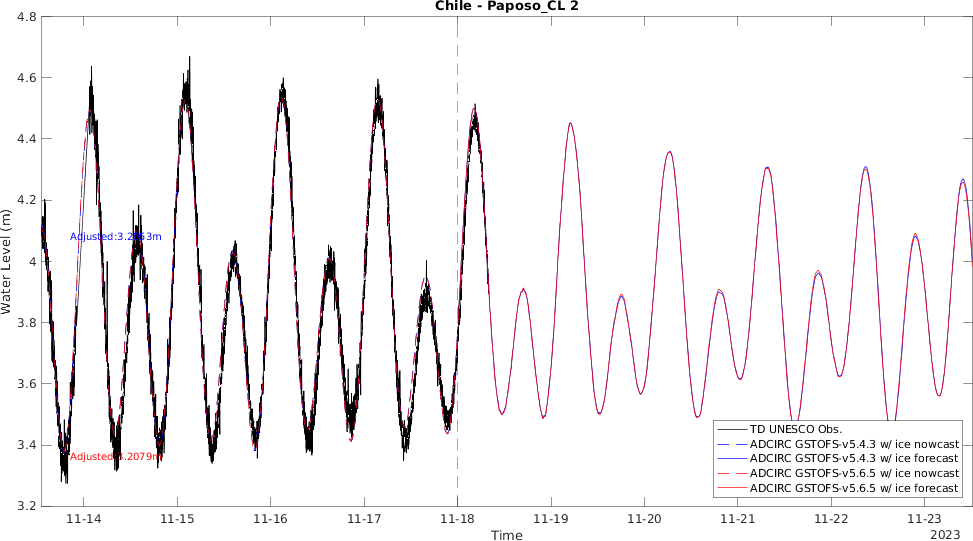 Chile - Paposo_CL 2
4.8
4.6
4.4
4.2
4
3.8
3.6
3.4
3.2
Water Level (m)
Adjusted:
Adjusted:3.2079m
TD UNESCO Obs.
ADCIRC GSTOFS-v5.4.3 w/ ice nowcast
ADCIRC GSTOFS-v5.4.3 w/ ice forecast
ADCIRC GSTOFS-v5.6.5 w/ ice nowcast
ADCIRC GSTOFS-v5.6.5 w/ ice forecast
11-14 11-15 11-16 11-17 11-18 11-19 11-20 11-21 11-22 11-23
Time
2023